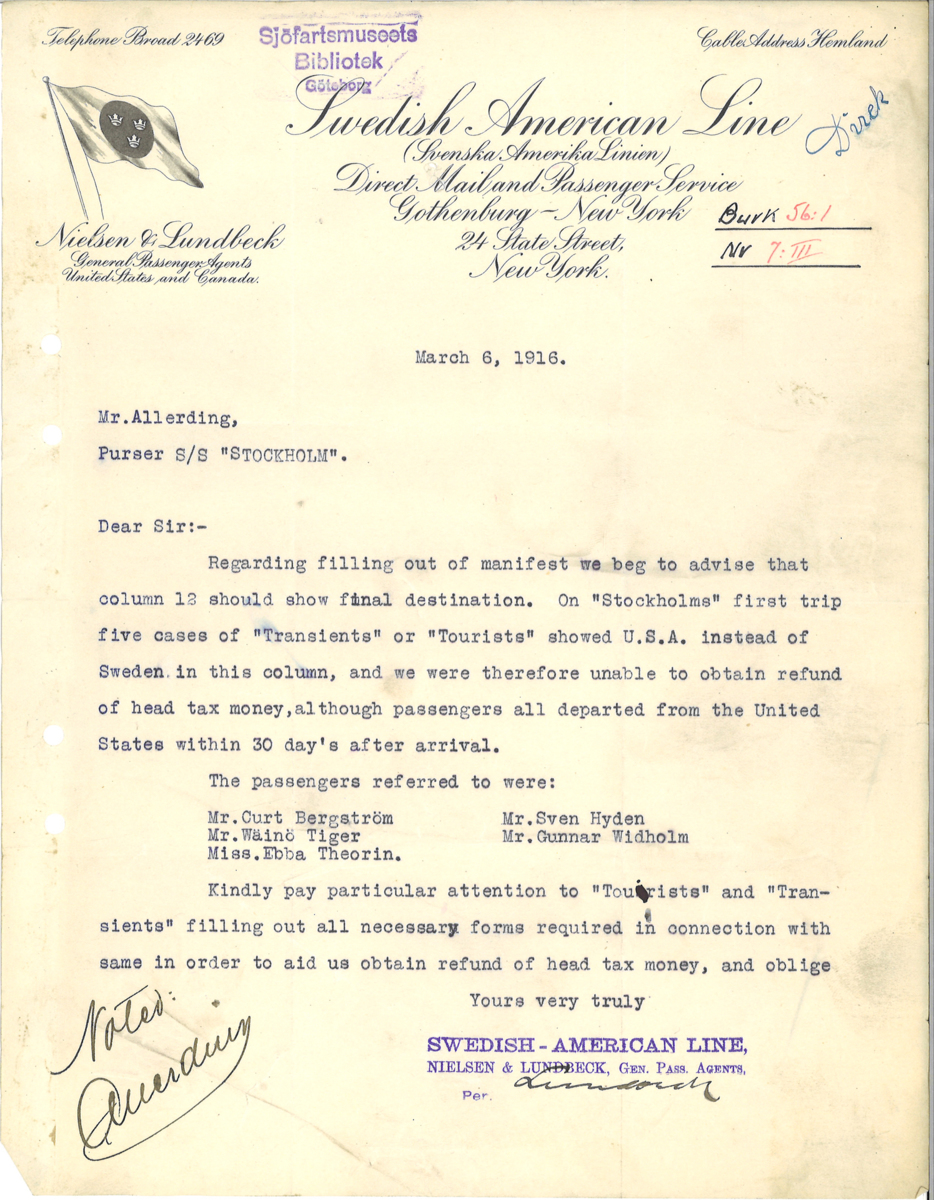 Telephone Broad 2469
Sjöfartsmuseets
Bibliotek
Göteborg
Cable Address Hemland
Swedish American Line
(Svenska Amerika Linien)
Direct Mail and Passenger Service
Gothenburg - New York
24 State Street,
New York.
Nielsen & Lundbeck
General Passenger Agents
United States and Canada.
Burk 56:1
Nr 7:III
March 6, 1916.
Mr.Allerding,
Purser S/S "STOCKHOLM".
Dear Sir:-
Regarding filling out of manifest we beg to advise that
column 12 should show final destination. On "Stockholms" first trip
five cases of "Transients" or "Tourists" showed U.S.A. instead of
Sweden in this column, and we were therefore unable to obtain refund
of head tax money,although passengers all departed from the United
States within 30 day's after arrival.
The passengers referred to were:
Mr.Curt Bergström Mr.Sven Hyden
Mr.Wäinö Tiger Mr.Gunnar Widholm
Miss.Ebba Theorin.
Kindly pay particular attention to "Tourists" and "Tran-
sients" filling out all necessary forms required in connection with
same in order to aid us obtain refund of head tax money, and oblige
Yours very truly
SWEDISH-AMERICAN LINE,
NIELSEN & LUNDBECK, GEN. PASS. AGENTS,
Per.
Lundbeck
Noted:
Allerding